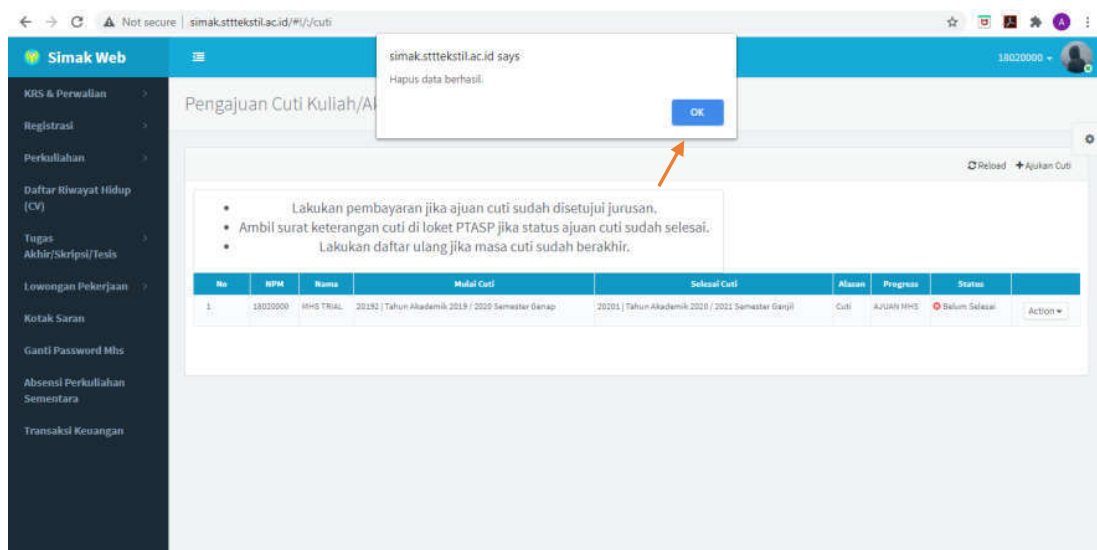 Not secure | simak.stttekstil.ac.id/#!/:/cuti
A
Simak Web
simak.stttekstil.ac.id says
Hapus data berhasil.
OK
18020000
KRS & Perwalian
Registrasi
Perkuliahan
Daftar Riwayat Hidup
(CV)
Tugas
Akhir/Skripsi/Tesis
Lowongan Pekerjaan
Kotak Saran
Ganti Password Mhs
Absensi Perkuliahan
Sementara
Transaksi Keuangan
Pengajuan Cuti Kuliah/Ak
Reload + Ajukan Cuti
• Lakukan pembayaran jika ajuan cuti sudah disetujui jurusan.
• Ambil surat keterangan cuti di loket PTASP jika status ajuan cuti sudah selesai.
• Lakukan daftar ulang jika masa cuti sudah berakhir.
No NPM Nama Mulai Cuti Selesai Cuti Alasan Progress Status
1 18020000 MHS TRIAL 20192 | Tahun Akademik 2019 / 2020 Semester Genap 20201 | Tahun Akademik 2020 / 2021 Semester Ganjil Cuti AJUAN MHS Belum Selesai Action